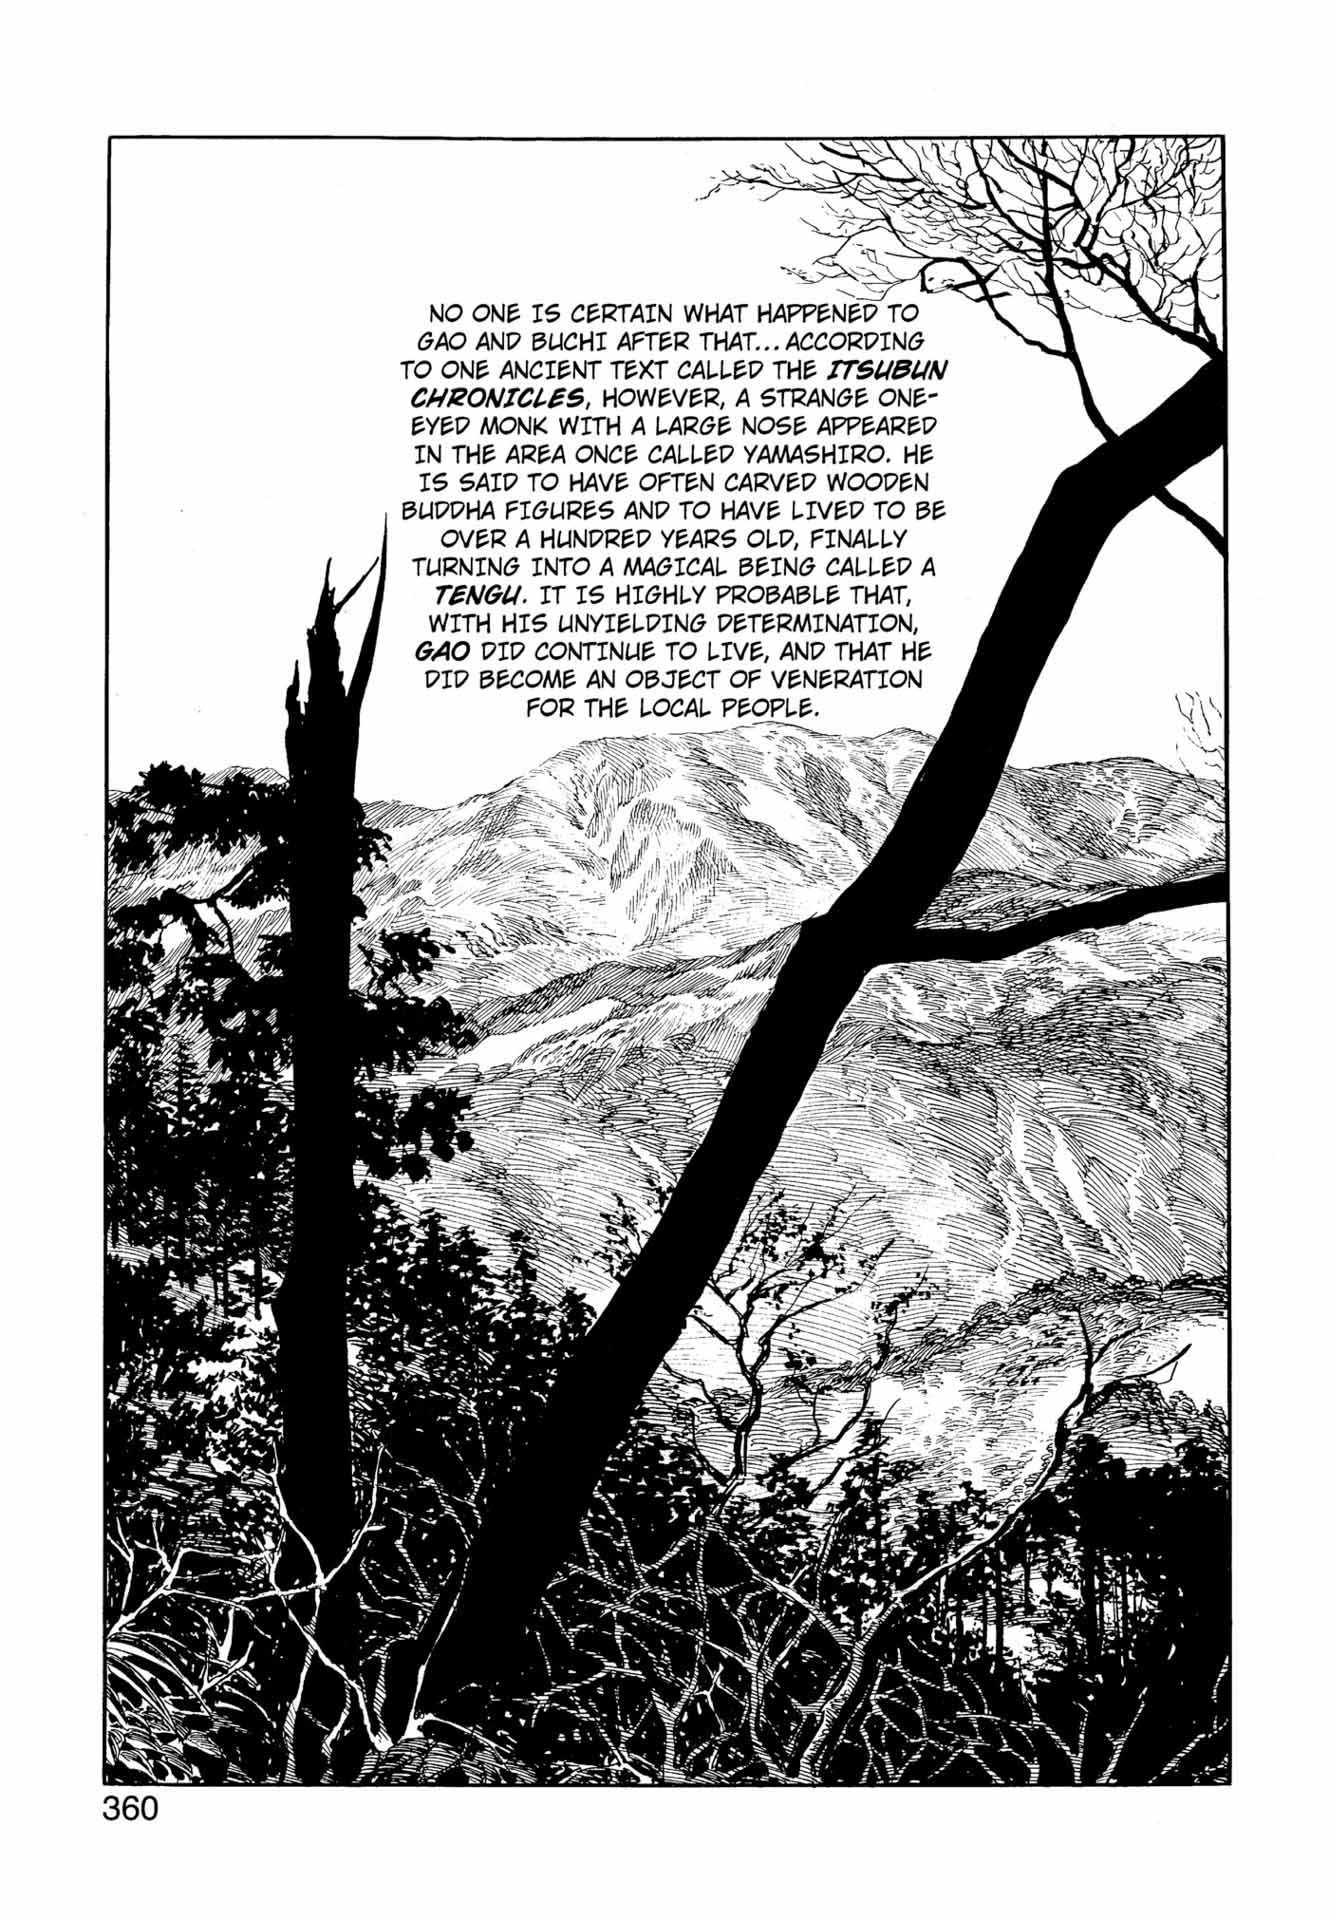 NO ONE IS CERTAIN WHAT HAPPENED TO
GAO AND BUCHI AFTER THAT...ACCORDING
TO ONE ANCIENT TEXT CALLED THE ITSUBUN
CHRONICLES, HOWEVER, A STRANGE ONE-
EYED MONK WITH A LARGE NOSE APPEARED
IN THE AREA ONCE CALLED YAMASHIRO. HE
IS SAID TO HAVE OFTEN CARVED WOODEN
BUDDHA FIGURES AND TO HAVE LIVED TO BE
OVER A HUNDRED YEARS OLD, FINALLY
TURNING INTO A MAGICAL BEING CALLED A
TENGU. IT IS HIGHLY PROBABLE THAT,
WITH HIS UNYIELDING DETERMINATION,
GAO DID CONTINUE TO LIVE, AND THAT HE
DID BECOME AN OBJECT OF VENERATION
FOR THE LOCAL PEOPLE.
360